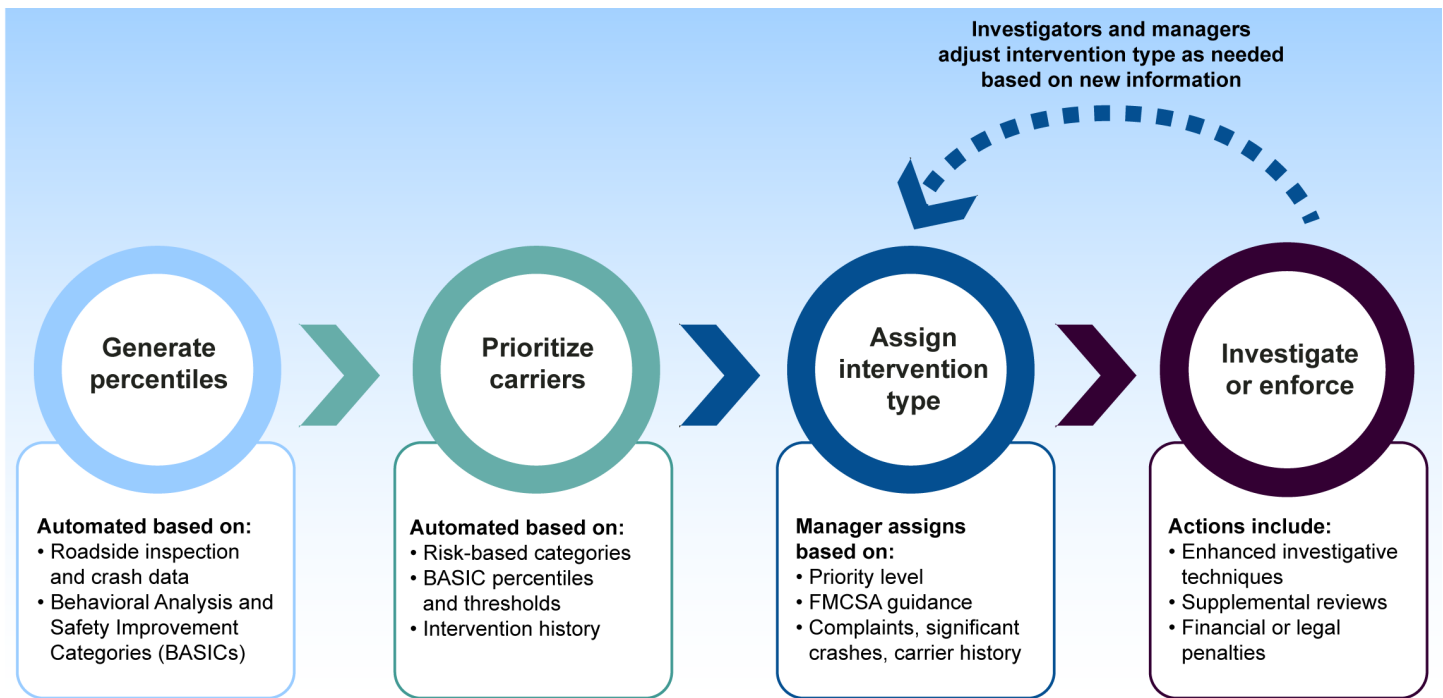 Investigators and managers
adjust intervention type as needed
based on new information
Generate
percentiles
Automated based on:
• Roadside inspection
and crash data
• Behavioral Analysis and
Safety Improvement
Categories (BASICs)
Prioritize
carriers
Automated based on:
• Risk-based categories
• BASIC percentiles
and thresholds
• Intervention history
Assign
intervention
type
Manager assigns
based on:
• Priority level
• FMCSA guidance
• Complaints, significant
crashes, carrier history
Investigate
or enforce
Actions include:
• Enhanced investigative
techniques
• Supplemental reviews
• Financial or legal
penalties